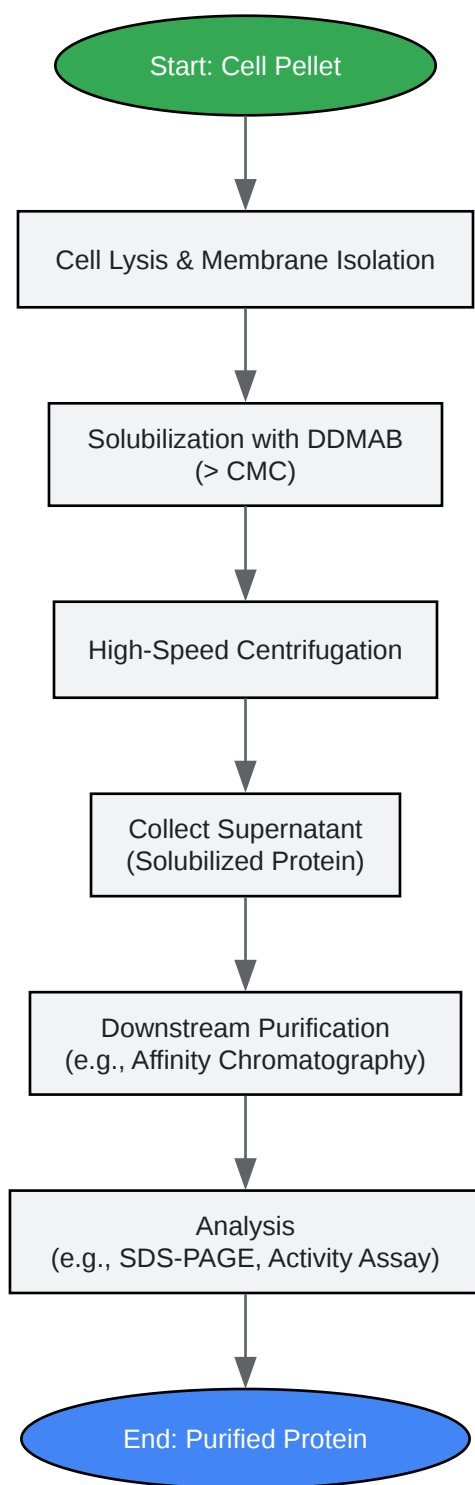 Start: Cell Pellet
Cell Lysis & Membrane Isolation
Solubilization with DDMAB
(> CMC)
High-Speed Centrifugation
Collect Supernatant
(Solubilized Protein)
Downstream Purification
(e.g., Affinity Chromatography)
Analysis
(e.g., SDS-PAGE, Activity Assay)
End: Purified Protein